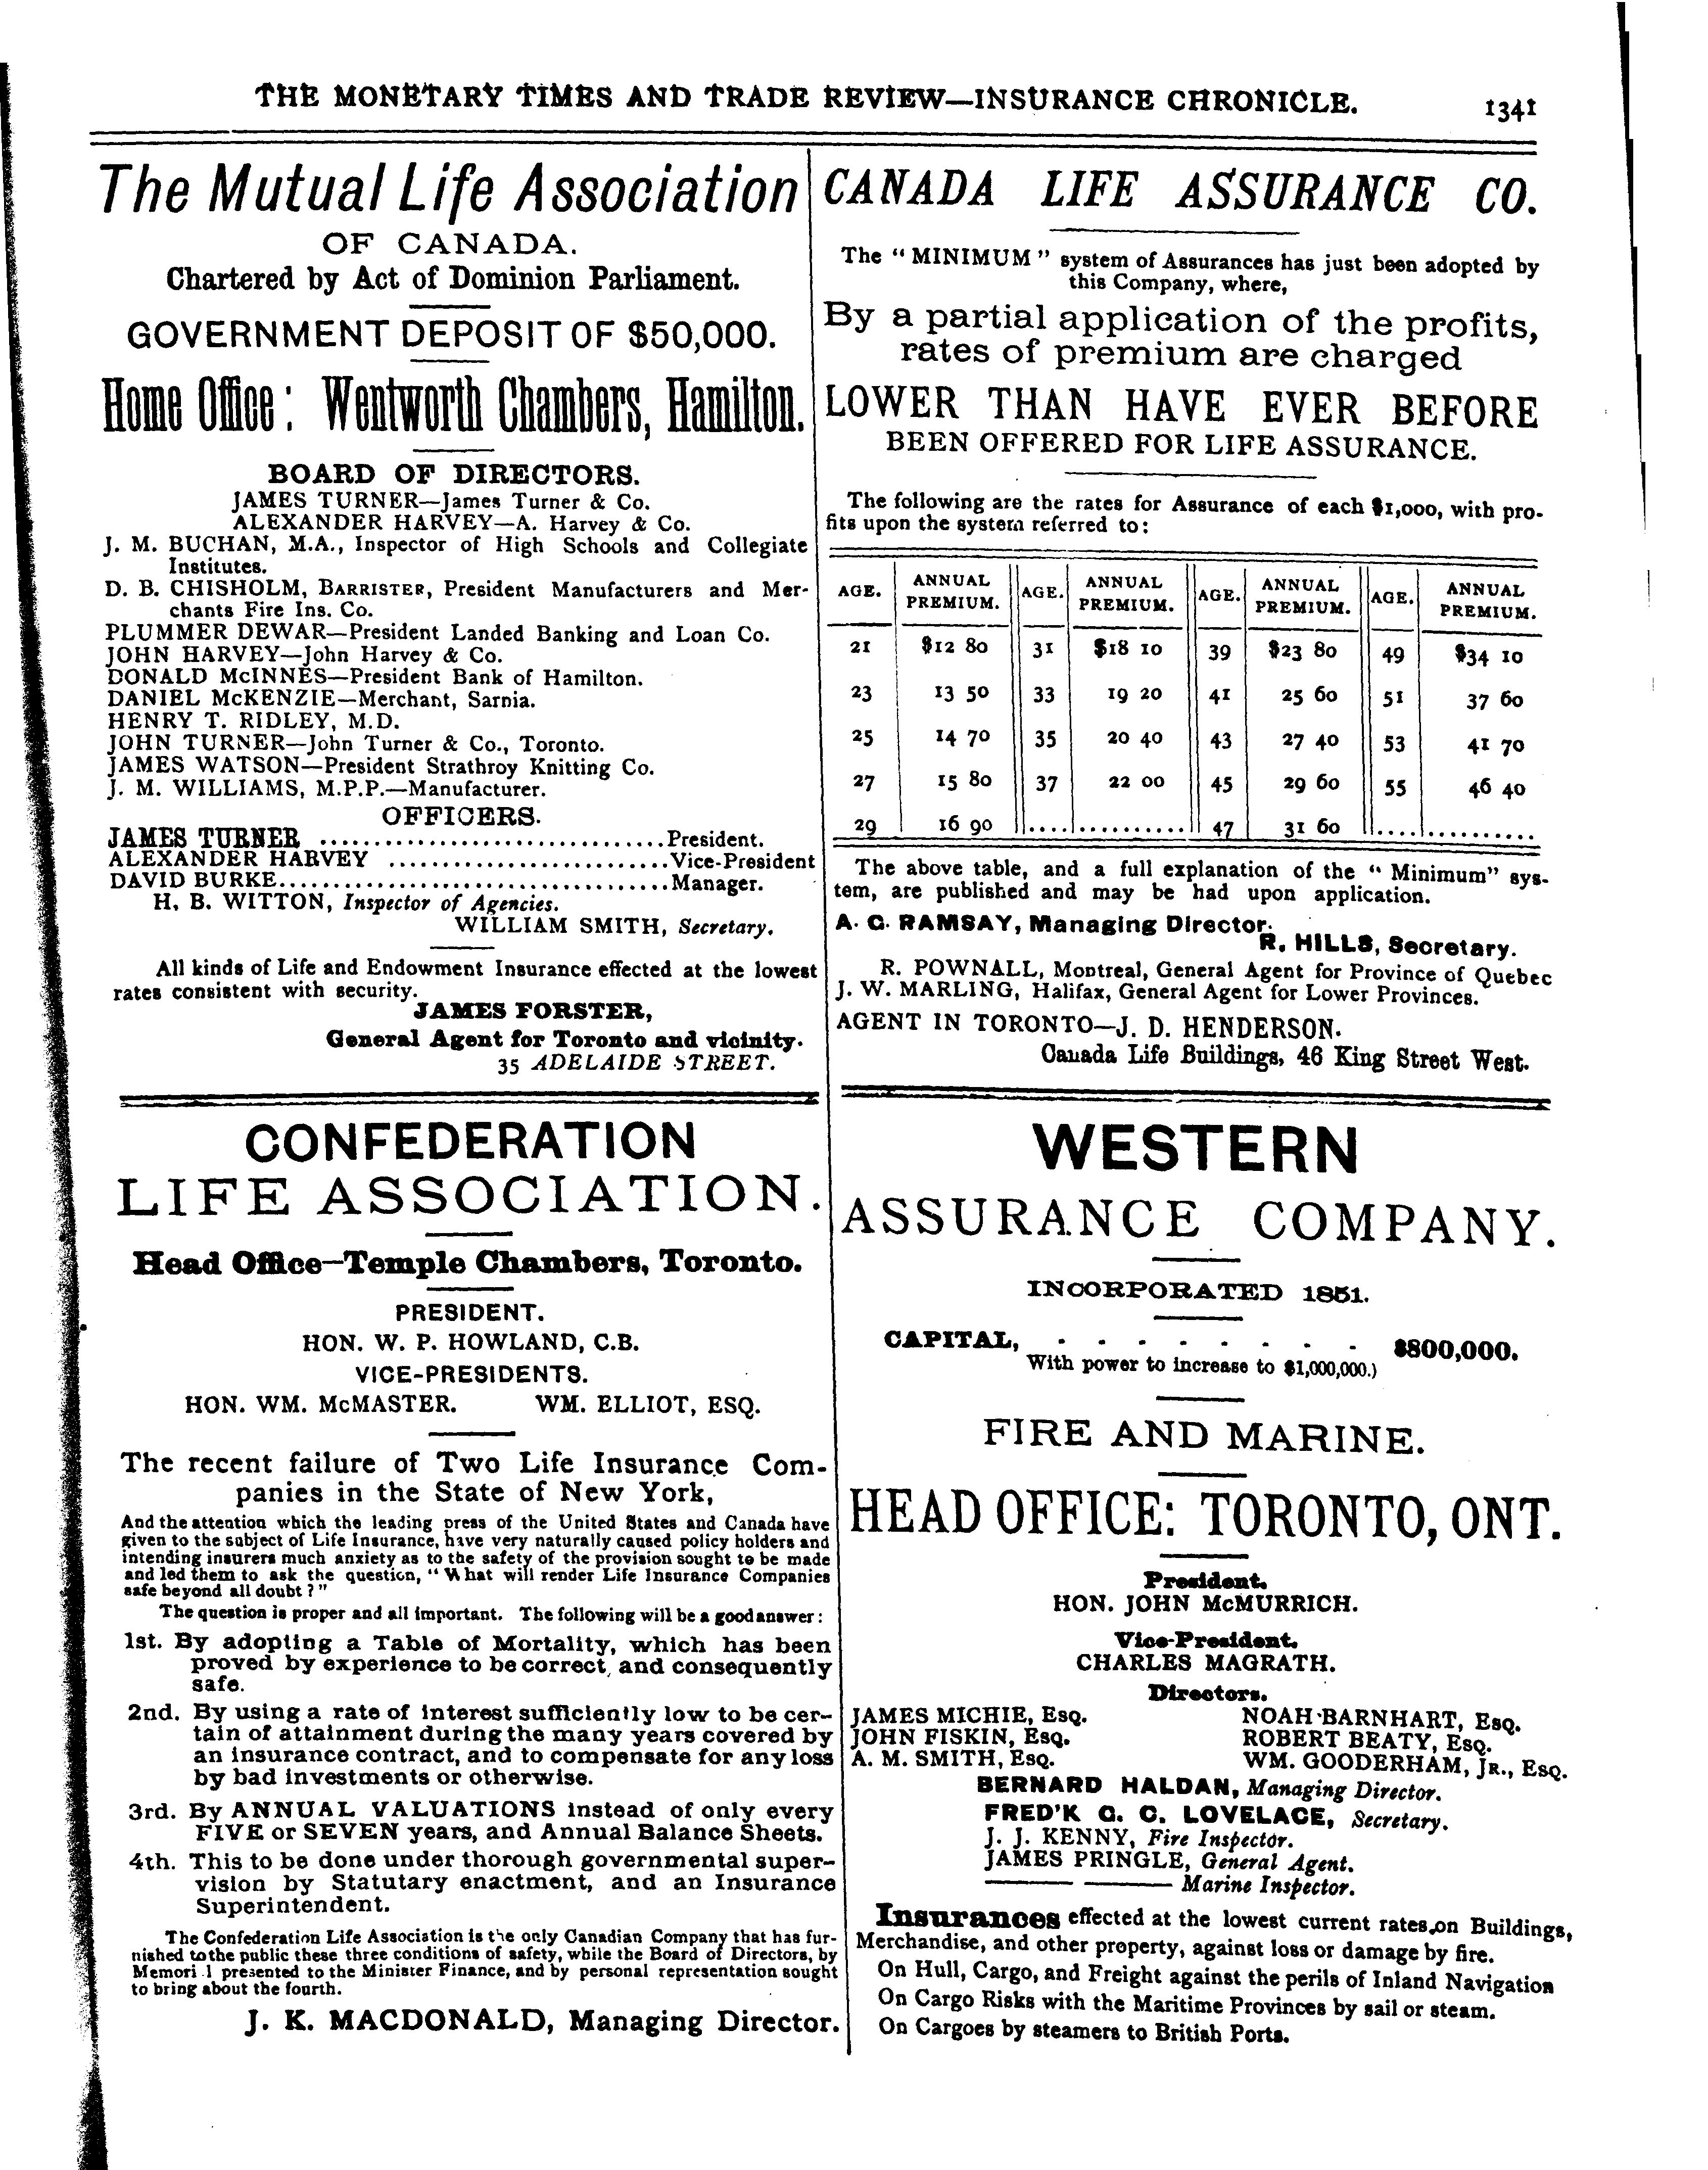 THE MONETARY TIMES AND TRADE REVIEW—INSURANCE CHRONICLE. 1341
The Mutual Life Association
OF CANADA.
Chartered by Act of Dominion Parliament.
GOVERNMENT DEPOSIT OF $50,000.
Home Office: Wentworth Chambers, Hamilton.
BOARD OF DIRECTORS.
JAMES TURNER—James Turner & Co.
ALEXANDER HARVEY—A. Harvey & Co.
J. M. BUCHAN, M.A., Inspector of High Schools and Collegiate
Institutes.
D. B. CHISHOLM, BARRISTER, President Manufacturers and Mer-
chants Fire Ins. Co.
PLUMMER DEWAR—President Landed Banking and Loan Co.
JOHN HARVEY—John Harvey & Co.
DONALD McINNES—President Bank of Hamilton.
DANIEL McKENZIE—Merchant, Sarnia.
HENRY T. RIDLEY, M.D.
JOHN TURNER—John Turner & Co., Toronto.
JAMES WATSON—President Strathroy Knitting Co.
J. M. WILLIAMS, M.P.P.—Manufacturer.
OFFICERS.
JAMES TURNER ................................President.
ALEXANDER HARVEY ..........................Vice-President
DAVID BURKE....................................Manager.
H. B. WITTON, Inspector of Agencies.
WILLIAM SMITH, Secretary.
All kinds of Life and Endowment Insurance effected at the lowest
rates consistent with security.
JAMES FORSTER,
General Agent for Toronto and vicinity.
35 ADELAIDE STREET.
CONFEDERATION
LIFE ASSOCIATION.
Head Office—Temple Chambers, Toronto.
PRESIDENT.
HON. W. P. HOWLAND, C.B.
VICE-PRESIDENTS.
HON. WM. McMASTER. WM. ELLIOT, ESQ.
The recent failure of Two Life Insurance Com-
panies in the State of New York,
And the attention which the leading press of the United States and Canada have
given to the subject of Life Insurance, have very naturally caused policy holders and
intending insurers much anxiety as to the safety of the provision sought to be made
and led them to ask the question, "What will render Life Insurance Companies
safe beyond all doubt?"
The question is proper and all important. The following will be a good answer:
1st. By adopting a Table of Mortality, which has been
proved by experience to be correct, and consequently
safe.
2nd. By using a rate of interest sufficiently low to be cer-
tain of attainment during the many years covered by
an insurance contract, and to compensate for any loss
by bad investments or otherwise.
3rd. By ANNUAL VALUATIONS instead of only every
FIVE or SEVEN years, and Annual Balance Sheets.
4th. This to be done under thorough governmental super-
vision by Statutary enactment, and an Insurance
Superintendent.
The Confederation Life Association is the only Canadian Company that has fur-
nished to the public these three conditions of safety, while the Board of Directors, by
Memori l presented to the Minister Finance, and by personal representation sought
to bring about the fourth.
J. K. MACDONALD, Managing Director.
CANADA LIFE ASSURANCE CO.
The "MINIMUM" system of Assurances has just been adopted by
this Company, where,
By a partial application of the profits,
rates of premium are charged
LOWER THAN HAVE EVER BEFORE
BEEN OFFERED FOR LIFE ASSURANCE.
The following are the rates for Assurance of each $1,000, with pro-
fits upon the system referred to:
AGE. ANNUAL PREMIUM. AGE. ANNUAL PREMIUM. AGE. ANNUAL PREMIUM. AGE. ANNUAL PREMIUM.
21 $12 80 31 $18 10 39 $23 80 49 $34 10
23 13 50 33 19 20 41 25 60 51 37 60
25 14 70 35 20 40 43 27 40 53 41 70
27 15 80 37 22 00 45 29 60 55 46 40
29 16 90 .... .......... 47 31 60 .... ..........
The above table, and a full explanation of the "Minimum" sys-
tem, are published and may be had upon application.
A. G. RAMSAY, Managing Director.
R. HILLS, Secretary.
R. POWNALL, Montreal, General Agent for Province of Quebec
J. W. MARLING, Halifax, General Agent for Lower Provinces.
AGENT IN TORONTO—J. D. HENDERSON.
Canada Life Buildings, 46 King Street West.
WESTERN
ASSURANCE COMPANY.
INCORPORATED 1851.
CAPITAL, - - - - - - - - $800,000.
With power to increase to $1,000,000.)
FIRE AND MARINE.
HEAD OFFICE: TORONTO, ONT.
President.
HON. JOHN McMURRICH.
Vice-President.
CHARLES MAGRATH.
Directors.
JAMES MICHIE, ESQ. NOAH BARNHART, ESQ.
JOHN FISKIN, ESQ. ROBERT BEATY, ESQ.
A. M. SMITH, ESQ. WM. GOODERHAM, JR., ESQ.
BERNARD HALDAN, Managing Director.
FRED'K G. C. LOVELACE, Secretary.
J. J. KENNY, Fire Inspector.
JAMES PRINGLE, General Agent.
——— ——— Marine Inspector.
Insurances effected at the lowest current rates on Buildings,
Merchandise, and other property, against loss or damage by fire.
On Hull, Cargo, and Freight against the perils of Inland Navigation
On Cargo Risks with the Maritime Provinces by sail or steam.
On Cargoes by steamers to British Ports.